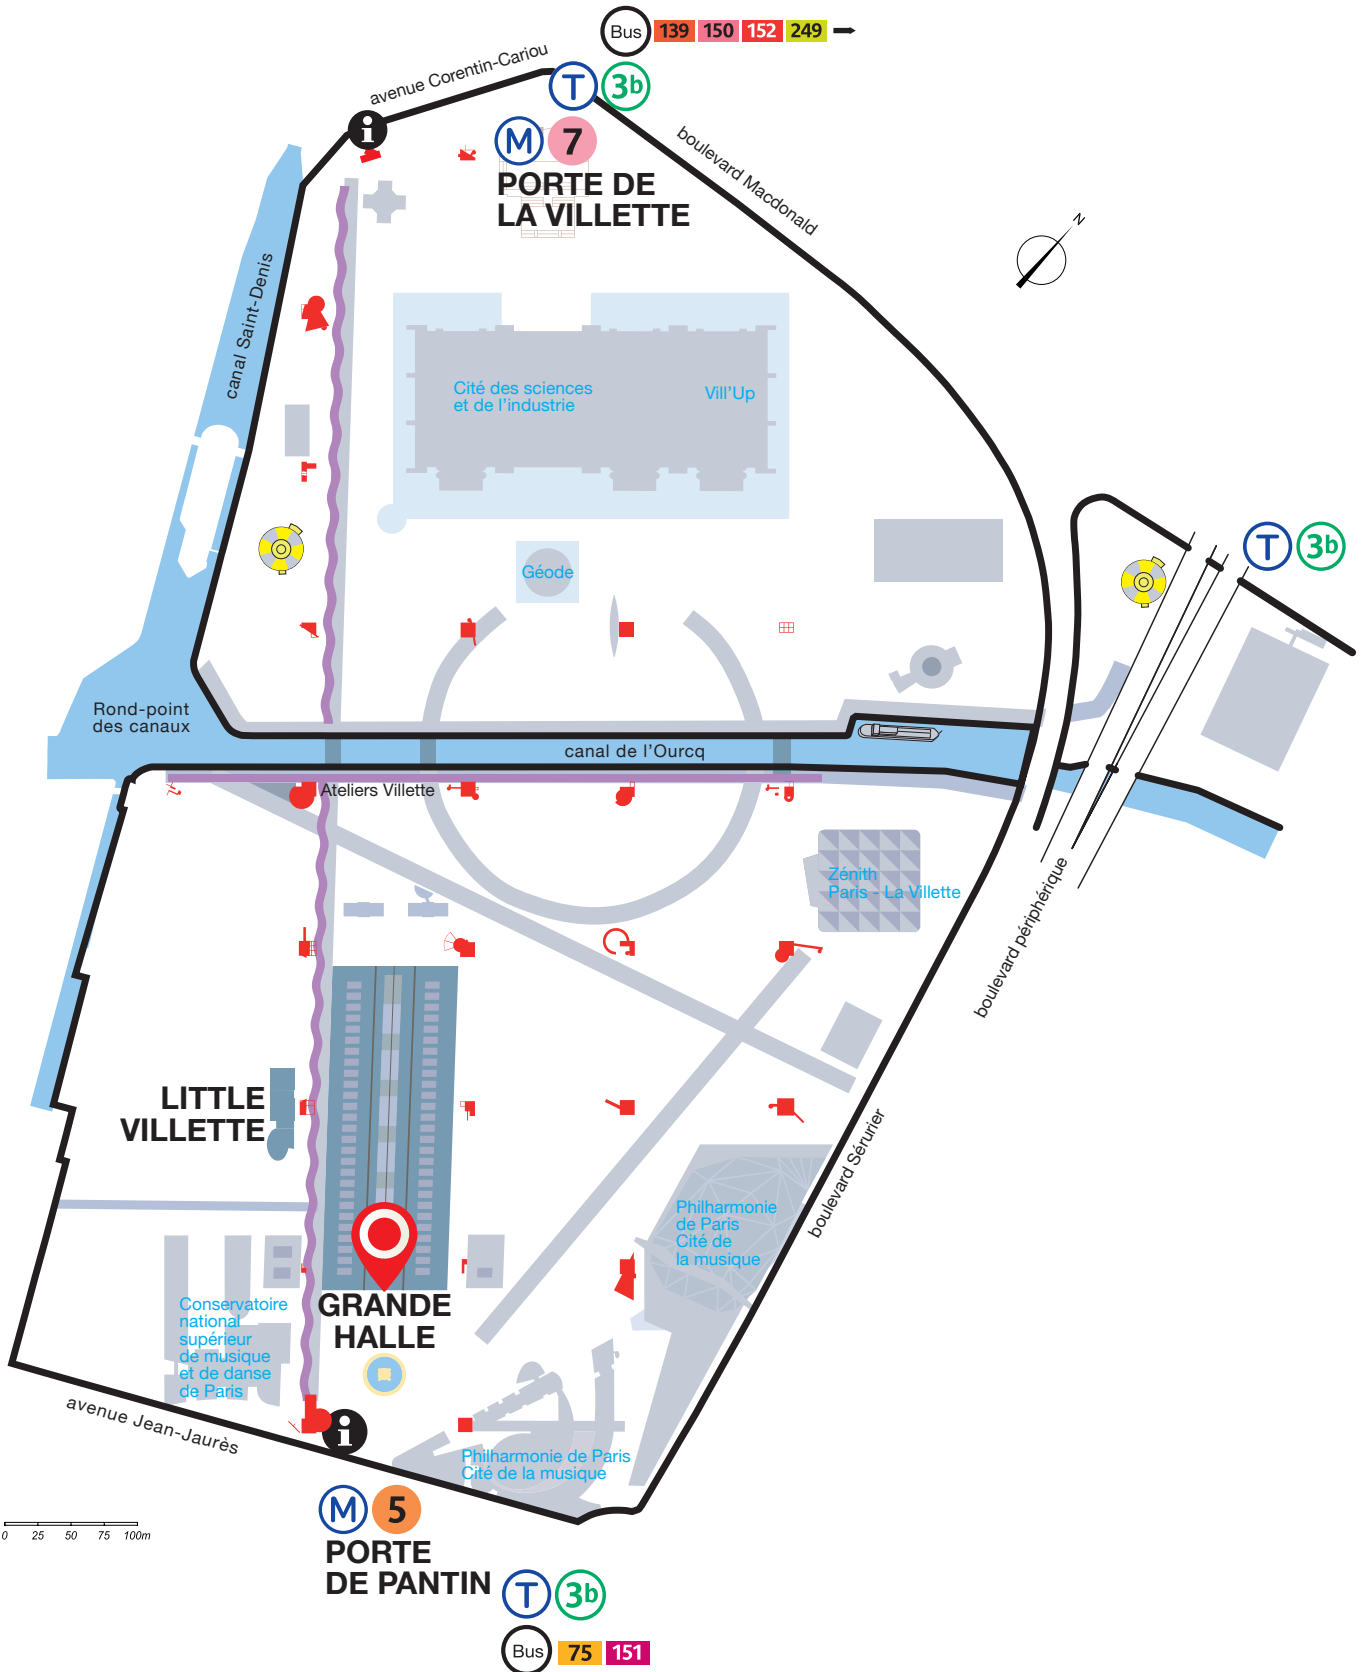 Bus 139 150 152 249
avenue Corentin-Cariou
T 3b
i
M 7
PORTE DE
LA VILLETTE
boulevard Macdonald
N
canal Saint-Denis
Cité des sciences
et de l'industrie
Vill'Up
Géode
T 3b
Rond-point
des canaux
canal de l'Ourcq
Ateliers Villette
Zénith
Paris - La Villette
boulevard périphérique
LITTLE
VILLETTE
boulevard Sérurier
Philharmonie
de Paris
Cité de
la musique
GRANDE
HALLE
Conservatoire
national
supérieur
de musique
et de danse
de Paris
avenue Jean-Jaurès
i
Philharmonie de Paris
Cité de la musique
M 5
PORTE
DE PANTIN
0 25 50 75 100m
T 3b
Bus 75 151